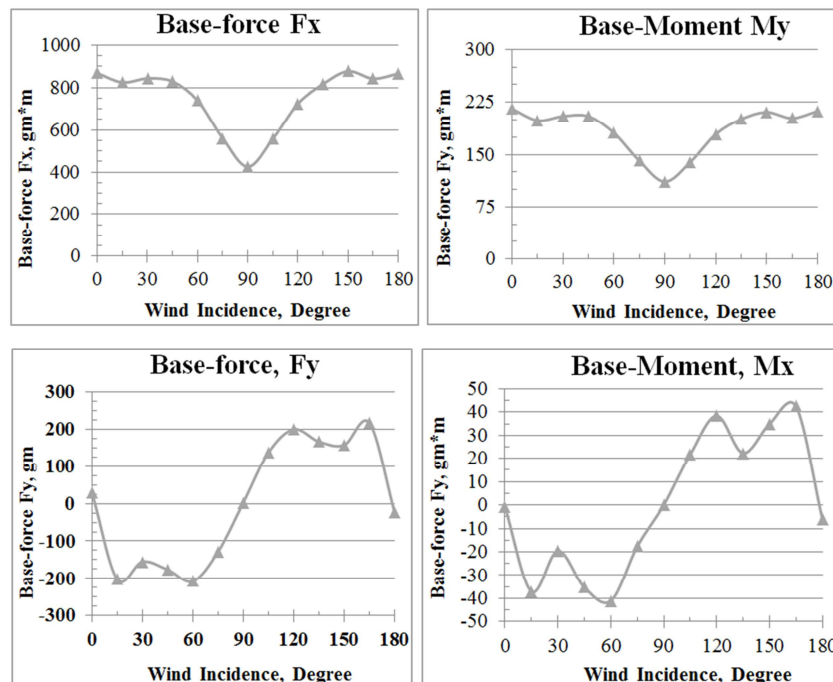 Base-force Fx
Base-force Fx, gm*m
1000
800
600
400
200
0
0 30 60 90 120 150 180
Wind Incidence, Degree
Base-Moment My
Base-force Fy, gm*m
300
225
150
75
0
0 30 60 90 120 150 180
Wind Incidence, Degree
Base-force, Fy
Base-force Fy, gm
300
200
100
0
-100
-200
-300
0 30 60 90 120 150 180
Wind Incidence, Degree
Base-Moment, Mx
Base-force Fy, gm*m
50
40
30
20
10
0
-10
-20
-30
-40
-50
0 30 60 90 120 150 180
Wind Incidence, Degree